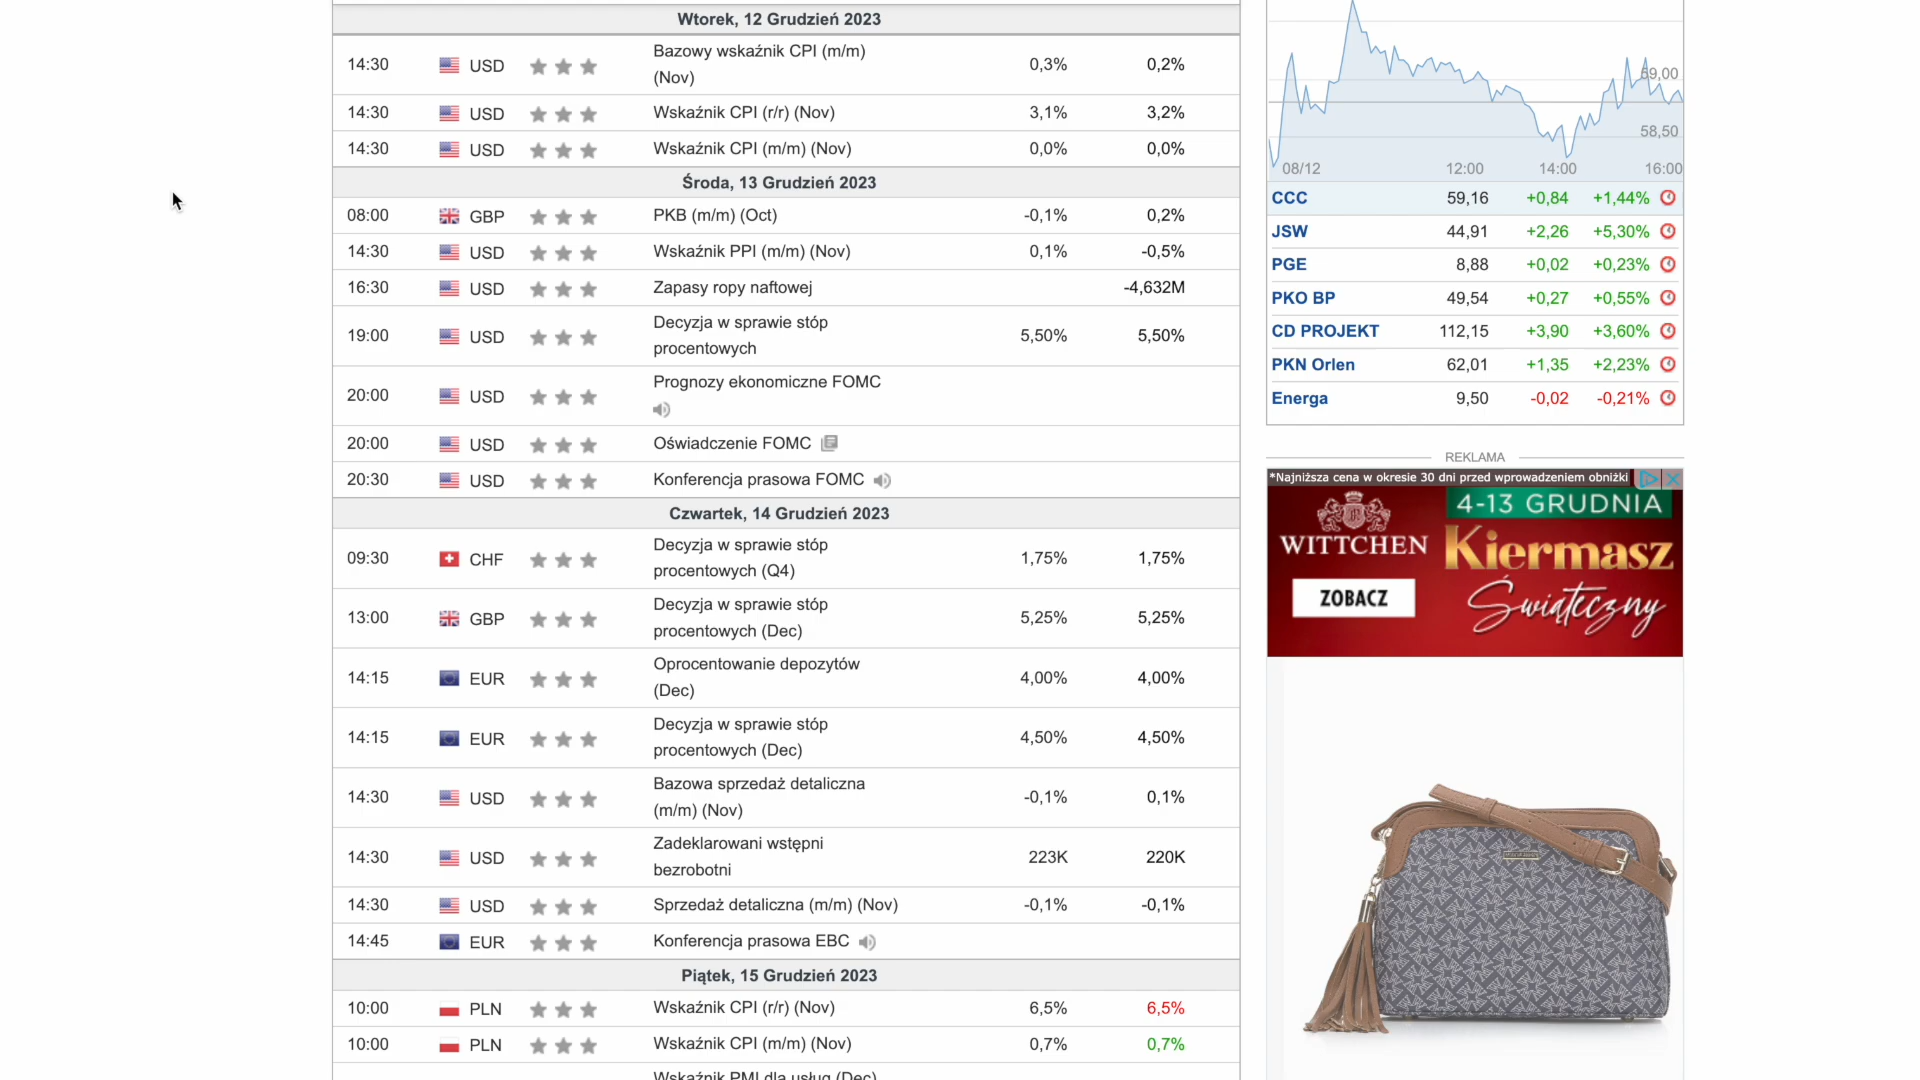 Wtorek, 12 Grudzień 2023
14:30 USD Bazowy wskaźnik CPI (m/m) 0,3% 0,2%
(Nov)
14:30 USD Wskaźnik CPI (r/r) (Nov) 3,1% 3,2%
14:30 USD Wskaźnik CPI (m/m) (Nov) 0,0% 0,0%
Środa, 13 Grudzień 2023
08:00 GBP PKB (m/m) (Oct) -0,1% 0,2%
14:30 USD Wskaźnik PPI (m/m) (Nov) 0,1% -0,5%
16:30 USD Zapasy ropy naftowej -4,632M
19:00 USD Decyzja w sprawie stóp 5,50% 5,50%
procentowych
20:00 USD Prognozy ekonomiczne FOMC
20:00 USD Oświadczenie FOMC
20:30 USD Konferencja prasowa FOMC
Czwartek, 14 Grudzień 2023
09:30 CHF Decyzja w sprawie stóp 1,75% 1,75%
procentowych (Q4)
13:00 GBP Decyzja w sprawie stóp 5,25% 5,25%
procentowych (Dec)
14:15 EUR Oprocentowanie depozytów 4,00% 4,00%
(Dec)
14:15 EUR Decyzja w sprawie stóp 4,50% 4,50%
procentowych (Dec)
14:30 USD Bazowa sprzedaż detaliczna -0,1% 0,1%
(m/m) (Nov)
14:30 USD Zadeklarowani wstępni 223K 220K
bezrobotni
14:30 USD Sprzedaż detaliczna (m/m) (Nov) -0,1% -0,1%
14:45 EUR Konferencja prasowa EBC
Piątek, 15 Grudzień 2023
10:00 PLN Wskaźnik CPI (r/r) (Nov) 6,5% 6,5%
10:00 PLN Wskaźnik CPI (m/m) (Nov) 0,7% 0,7%
Wskaźnik PMI dla usług (Dec)
59,00
58,50
08/12 12:00 14:00 16:00
CCC 59,16 +0,84 +1,44%
JSW 44,91 +2,26 +5,30%
PGE 8,88 +0,02 +0,23%
PKO BP 49,54 +0,27 +0,55%
CD PROJEKT 112,15 +3,90 +3,60%
PKN Orlen 62,01 +1,35 +2,23%
Energa 9,50 -0,02 -0,21%
REKLAMA
*Najniższa cena w okresie 30 dni przed wprowadzeniem obniżki
4-13 GRUDNIA
WITTCHEN
Kiermasz
Świąteczny
ZOBACZ